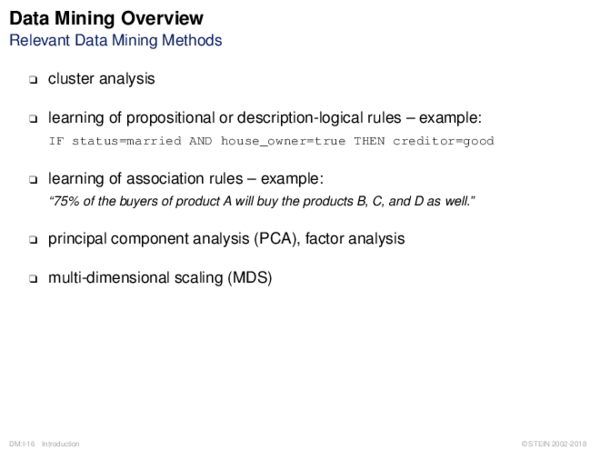 Data Mining Overview
Relevant Data Mining Methods
❑ cluster analysis
❑ learning of propositional or description-logical rules – example:
IF status=married AND house_owner=true THEN creditor=good
❑ learning of association rules – example:
“75% of the buyers of product A will buy the products B, C, and D as well.”
❑ principal component analysis (PCA), factor analysis
❑ multi-dimensional scaling (MDS)
DM:I-16 Introduction © STEIN 2002-2018